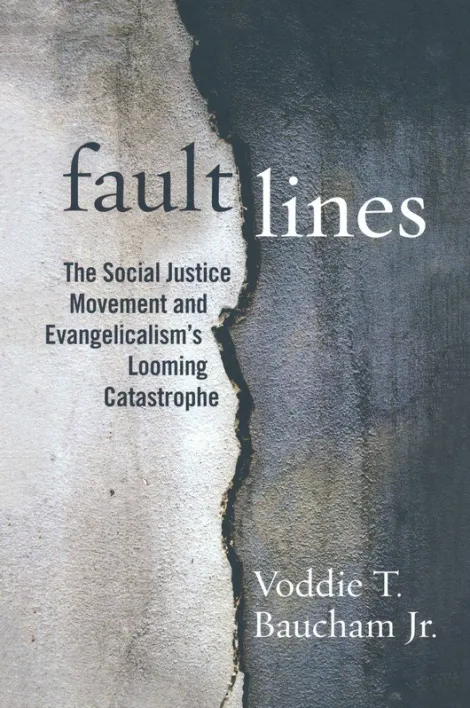 fault lines
The Social Justice
Movement and
Evangelicalism's
Looming
Catastrophe
Voddie T.
Baucham Jr.